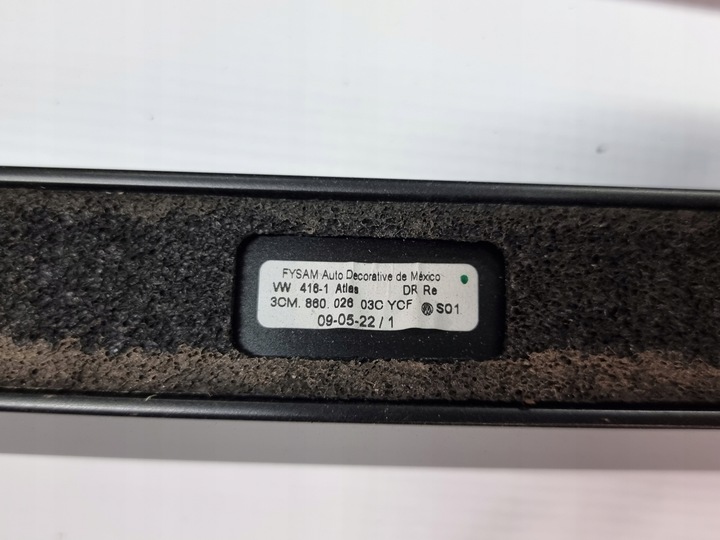 FYSAM Auto Decorative de México
VW 416-1 Atlas DR Re
3CM. 860. 026 03C YCF S01
09-05-22 / 1